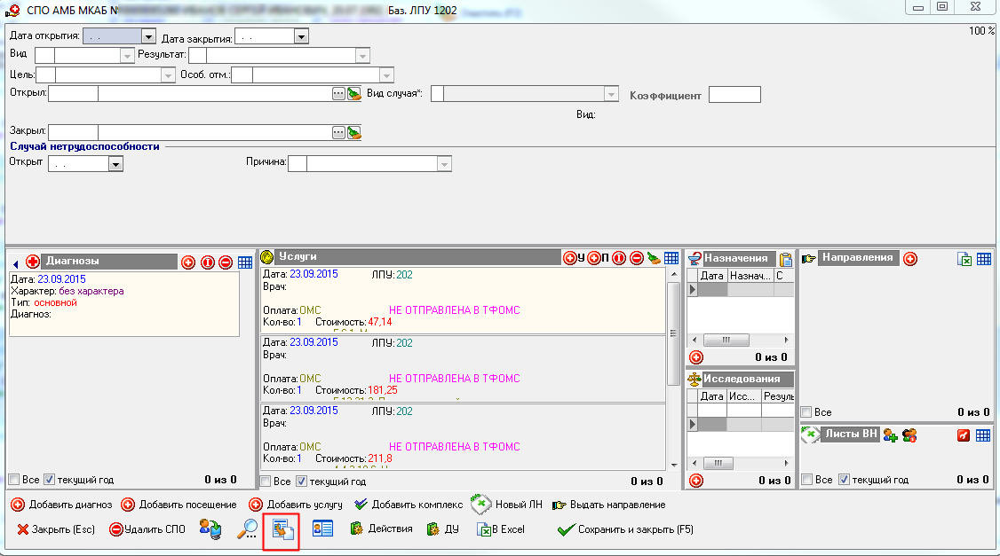 СПО АМБ МКАБ № Баз. ЛПУ 1202
100 %
Дата открытия: . . Дата закрытия: . .
Вид Результат:
Цель: Особ. отм.:
Открыл: Вид случая*: Коэффициент
Вид:
Закрыл:
Случай нетрудоспособности
Открыт . . Причина:
Диагнозы
Дата: 23.09.2015
Характер: без характера
Тип: основной
Диагноз:
Все текущий год 0 из 0
Услуги У П
Дата: 23.09.2015 ЛПУ: 202
Врач:
Оплата: ОМС НЕ ОТПРАВЛЕНА В ТФОМС
Кол-во: 1 Стоимость: 47,14
Дата: 23.09.2015 ЛПУ: 202
Врач:
Оплата: ОМС НЕ ОТПРАВЛЕНА В ТФОМС
Кол-во: 1 Стоимость: 181,25
Дата: 23.09.2015 ЛПУ: 202
Врач:
Оплата: ОМС НЕ ОТПРАВЛЕНА В ТФОМС
Кол-во: 1 Стоимость: 211,8
Все текущий год 0 из 0
Назначения
Дата Назнач... С
0 из 0
Исследования
Дата Исс... Резуль
0 из 0
Направления
Все 0 из 0
Листы ВН
Все текущий год 0 из 0
Добавить диагноз Добавить посещение Добавить услугу Добавить комплекс Новый ЛН Выдать направление
Закрыть (Esc) Удалить СПО Действия ДУ В Excel Сохранить и закрыть (F5)